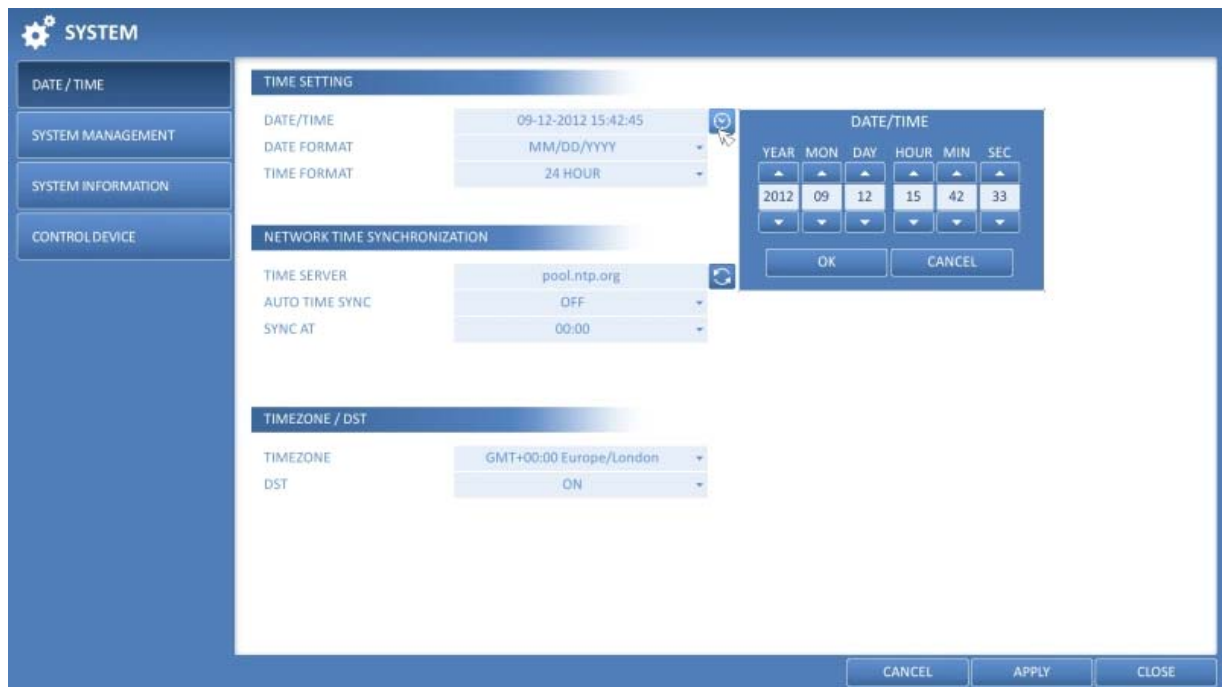 SYSTEM
DATE / TIME
SYSTEM MANAGEMENT
SYSTEM INFORMATION
CONTROL DEVICE
TIME SETTING
DATE/TIME 09-12-2012 15:42:45
DATE FORMAT MM/DD/YYYY
TIME FORMAT 24 HOUR
DATE/TIME
YEAR MON DAY HOUR MIN SEC
2012 09 12 15 42 33
OK CANCEL
NETWORK TIME SYNCHRONIZATION
TIME SERVER pool.ntp.org
AUTO TIME SYNC OFF
SYNC AT 00:00
TIMEZONE / DST
TIMEZONE GMT+00:00 Europe/London
DST ON
CANCEL APPLY CLOSE